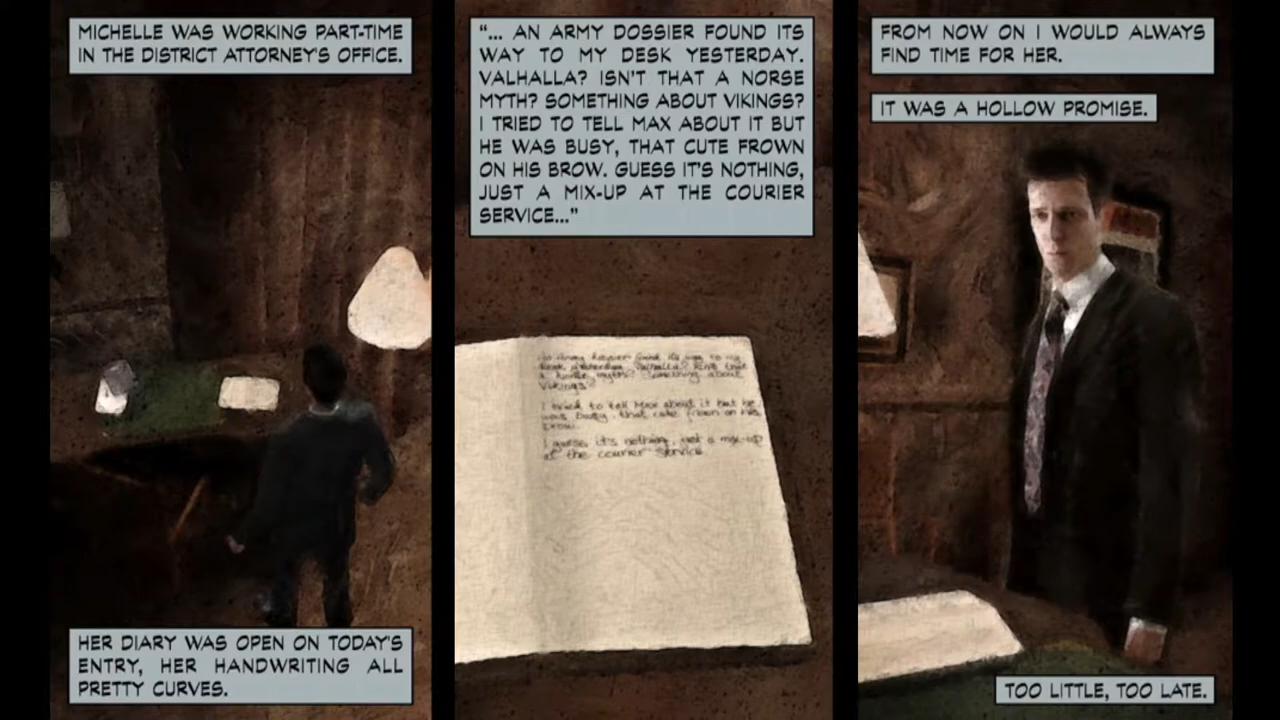 MICHELLE WAS WORKING PART-TIME
IN THE DISTRICT ATTORNEY'S OFFICE.
HER DIARY WAS OPEN ON TODAY'S
ENTRY, HER HANDWRITING ALL
PRETTY CURVES.
"... AN ARMY DOSSIER FOUND ITS
WAY TO MY DESK YESTERDAY.
VALHALLA? ISN'T THAT A NORSE
MYTH? SOMETHING ABOUT VIKINGS?
I TRIED TO TELL MAX ABOUT IT BUT
HE WAS BUSY, THAT CUTE FROWN
ON HIS BROW. GUESS IT'S NOTHING,
JUST A MIX-UP AT THE COURIER
SERVICE..."
Vikings?
I tried to tell Max about it but he
was busy, that cute frown on his
brow.
I guess it's nothing, just a mix-up
at the courier service
FROM NOW ON I WOULD ALWAYS
FIND TIME FOR HER.
IT WAS A HOLLOW PROMISE.
TOO LITTLE, TOO LATE.